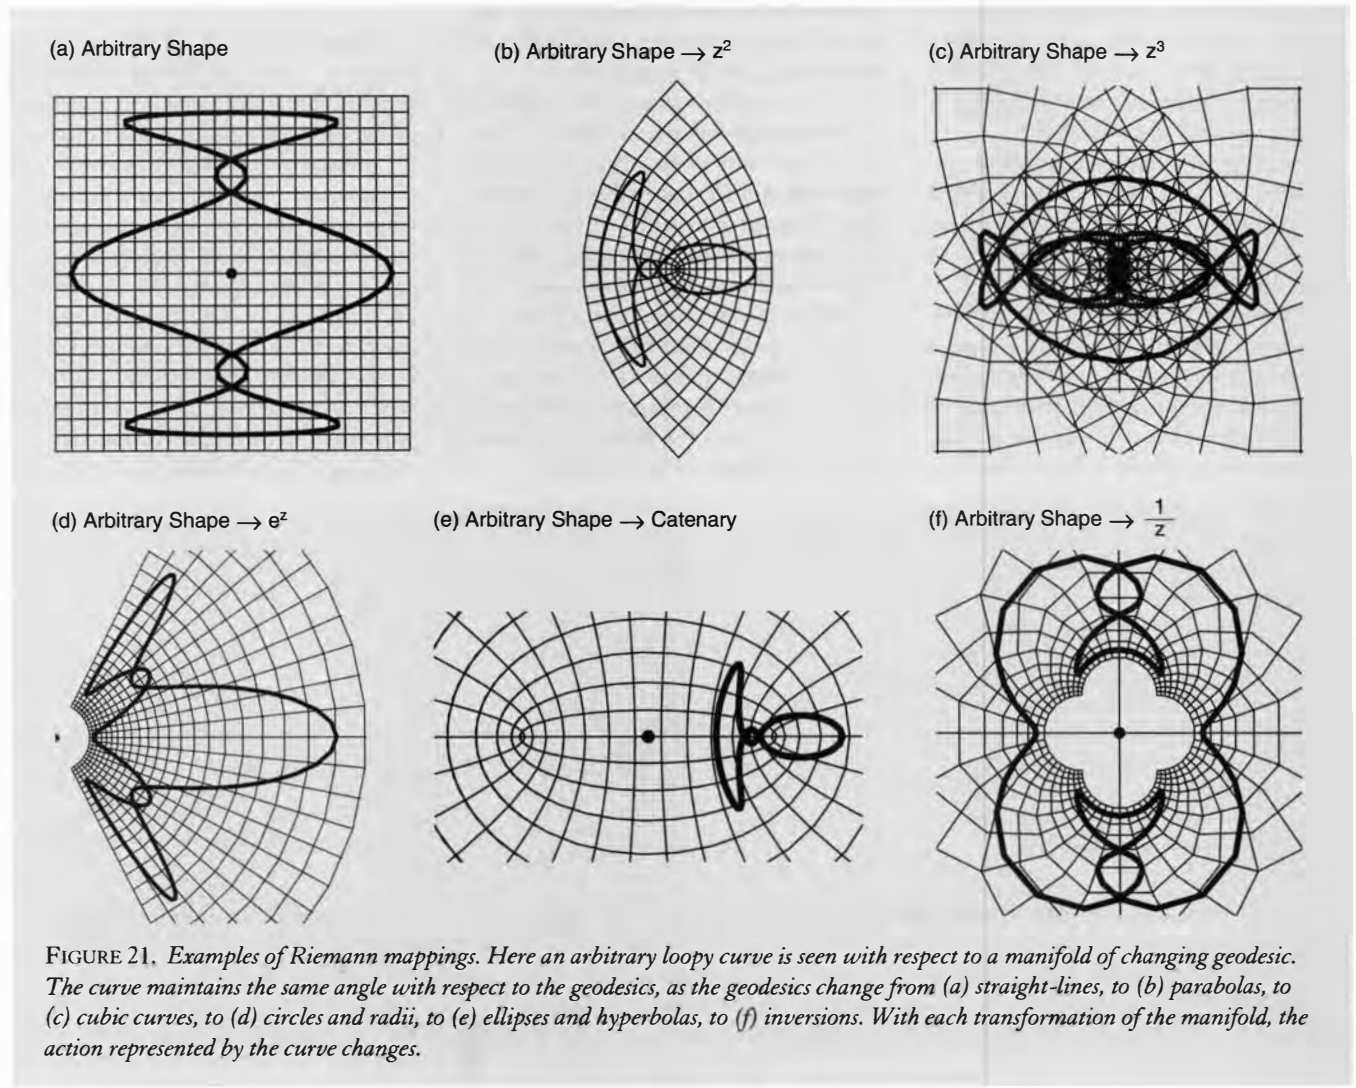 (a) Arbitrary Shape
(b) Arbitrary Shape → z²
(c) Arbitrary Shape → z³
(d) Arbitrary Shape → eᶻ
(e) Arbitrary Shape → Catenary
(f) Arbitrary Shape → 1/z
FIGURE 21. Examples of Riemann mappings. Here an arbitrary loopy curve is seen with respect to a manifold of changing geodesic.
The curve maintains the same angle with respect to the geodesics, as the geodesics change from (a) straight-lines, to (b) parabolas, to
(c) cubic curves, to (d) circles and radii, to (e) ellipses and hyperbolas, to (f) inversions. With each transformation of the manifold, the
action represented by the curve changes.